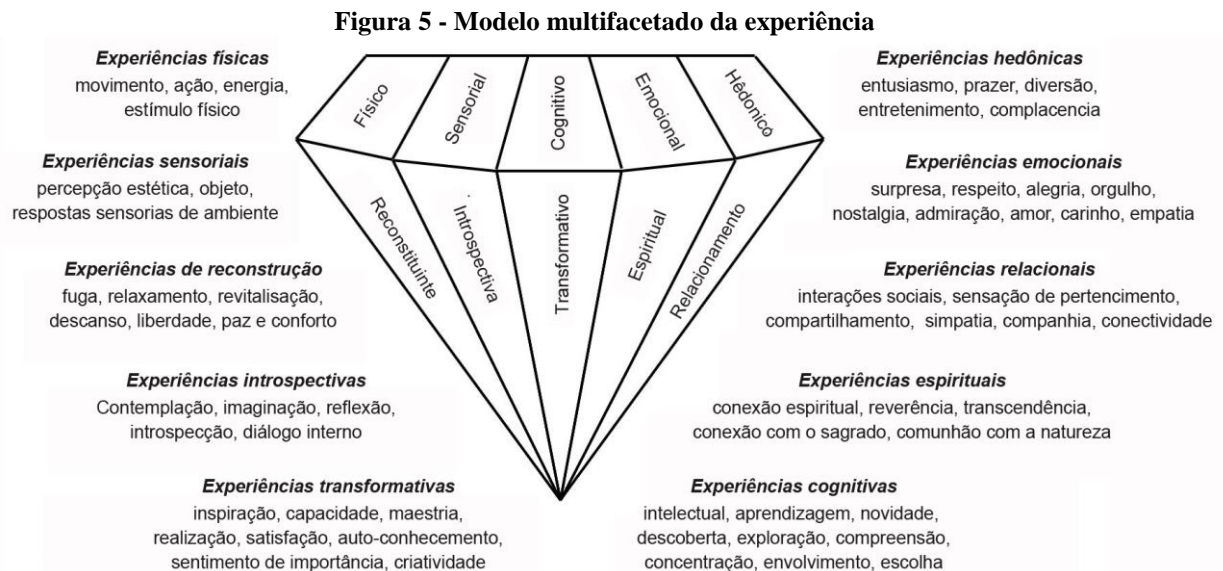 Figura 5 - Modelo multifacetado da experiência
Experiências físicas
movimento, ação, energia,
estímulo físico
Experiências sensoriais
percepção estética, objeto,
respostas sensorias de ambiente
Experiências de reconstrução
fuga, relaxamento, revitalisação,
descanso, liberdade, paz e conforto
Experiências introspectivas
Contemplação, imaginação, reflexão,
introspecção, diálogo interno
Experiências transformativas
inspiração, capacidade, maestria,
realização, satisfação, auto-conhecemento,
sentimento de importância, criatividade
Físico
Sensorial
Cognitivo
Emocional
Hêdonico
Reconstituinte
Introspectiva
Transformativo
Espiritual
Relacionamento
Experiências hedônicas
entusiasmo, prazer, diversão,
entretenimento, complacencia
Experiências emocionais
surpresa, respeito, alegria, orgulho,
nostalgia, admiração, amor, carinho, empatia
Experiências relacionais
interações sociais, sensação de pertencimento,
compartilhamento, simpatia, companhia, conectividade
Experiências espirituais
conexão espiritual, reverência, transcendência,
conexão com o sagrado, comunhão com a natureza
Experiências cognitivas
intelectual, aprendizagem, novidade,
descoberta, exploração, compreensão,
concentração, envolvimento, escolha